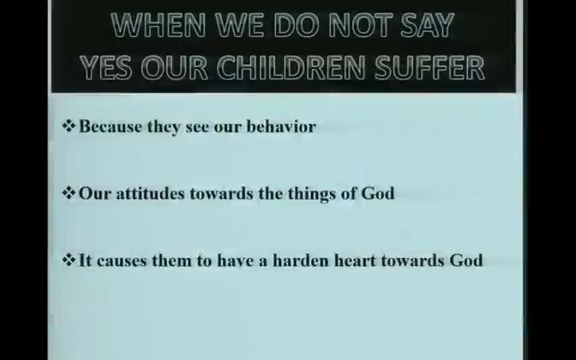 WHEN WE DO NOT SAY
YES OUR CHILDREN SUFFER
❖Because they see our behavior
❖Our attitudes towards the things of God
❖It causes them to have a harden heart towards God